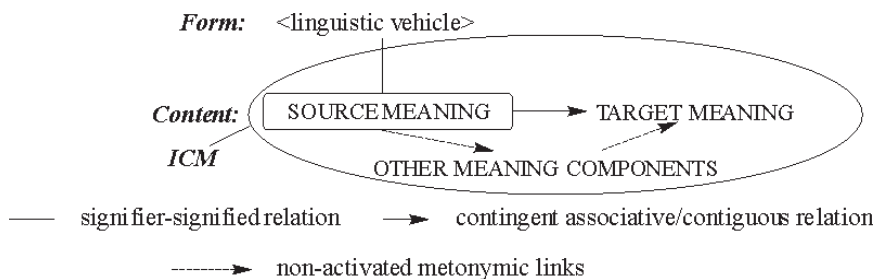 Form: <linguistic vehicle>
Content: SOURCE MEANING TARGET MEANING
ICM
OTHER MEANING COMPONENTS
signifier-signified relation contingent associative/contiguous relation
non-activated metonymic links